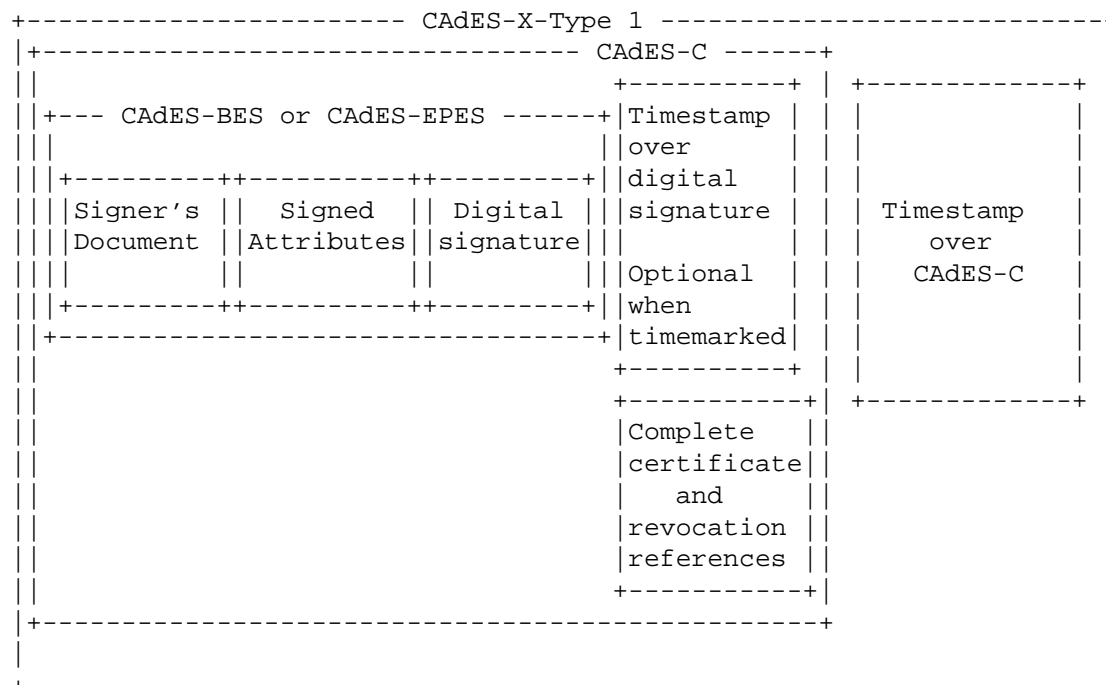 CAdES-X-Type 1
CAdES-C
CAdES-BES or CAdES-EPES
Timestamp
over
digital
signature
Optional
when
timemarked
Signer's
Document
Signed
Attributes
Digital
signature
Timestamp
over
CAdES-C
Complete
certificate
and
revocation
references